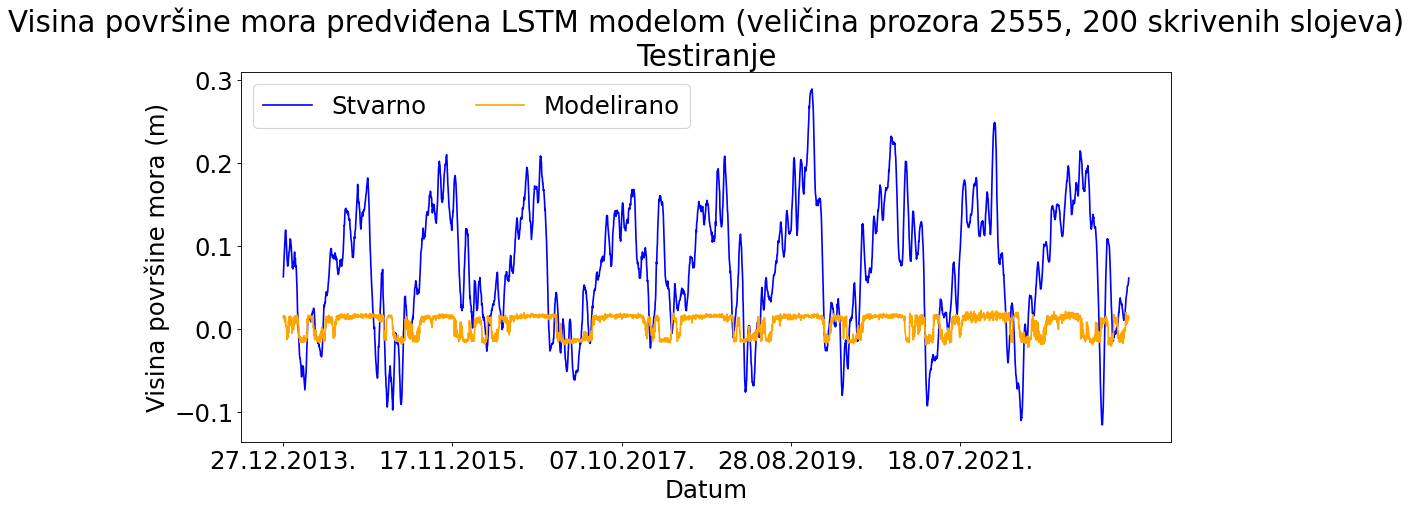 Visina površine mora predviđena LSTM modelom (veličina prozora 2555, 200 skrivenih slojeva)
Testiranje
Stvarno Modelirano
Visina površine mora (m)
0.3
0.2
0.1
0.0
−0.1
27.12.2013. 17.11.2015. 07.10.2017. 28.08.2019. 18.07.2021.
Datum